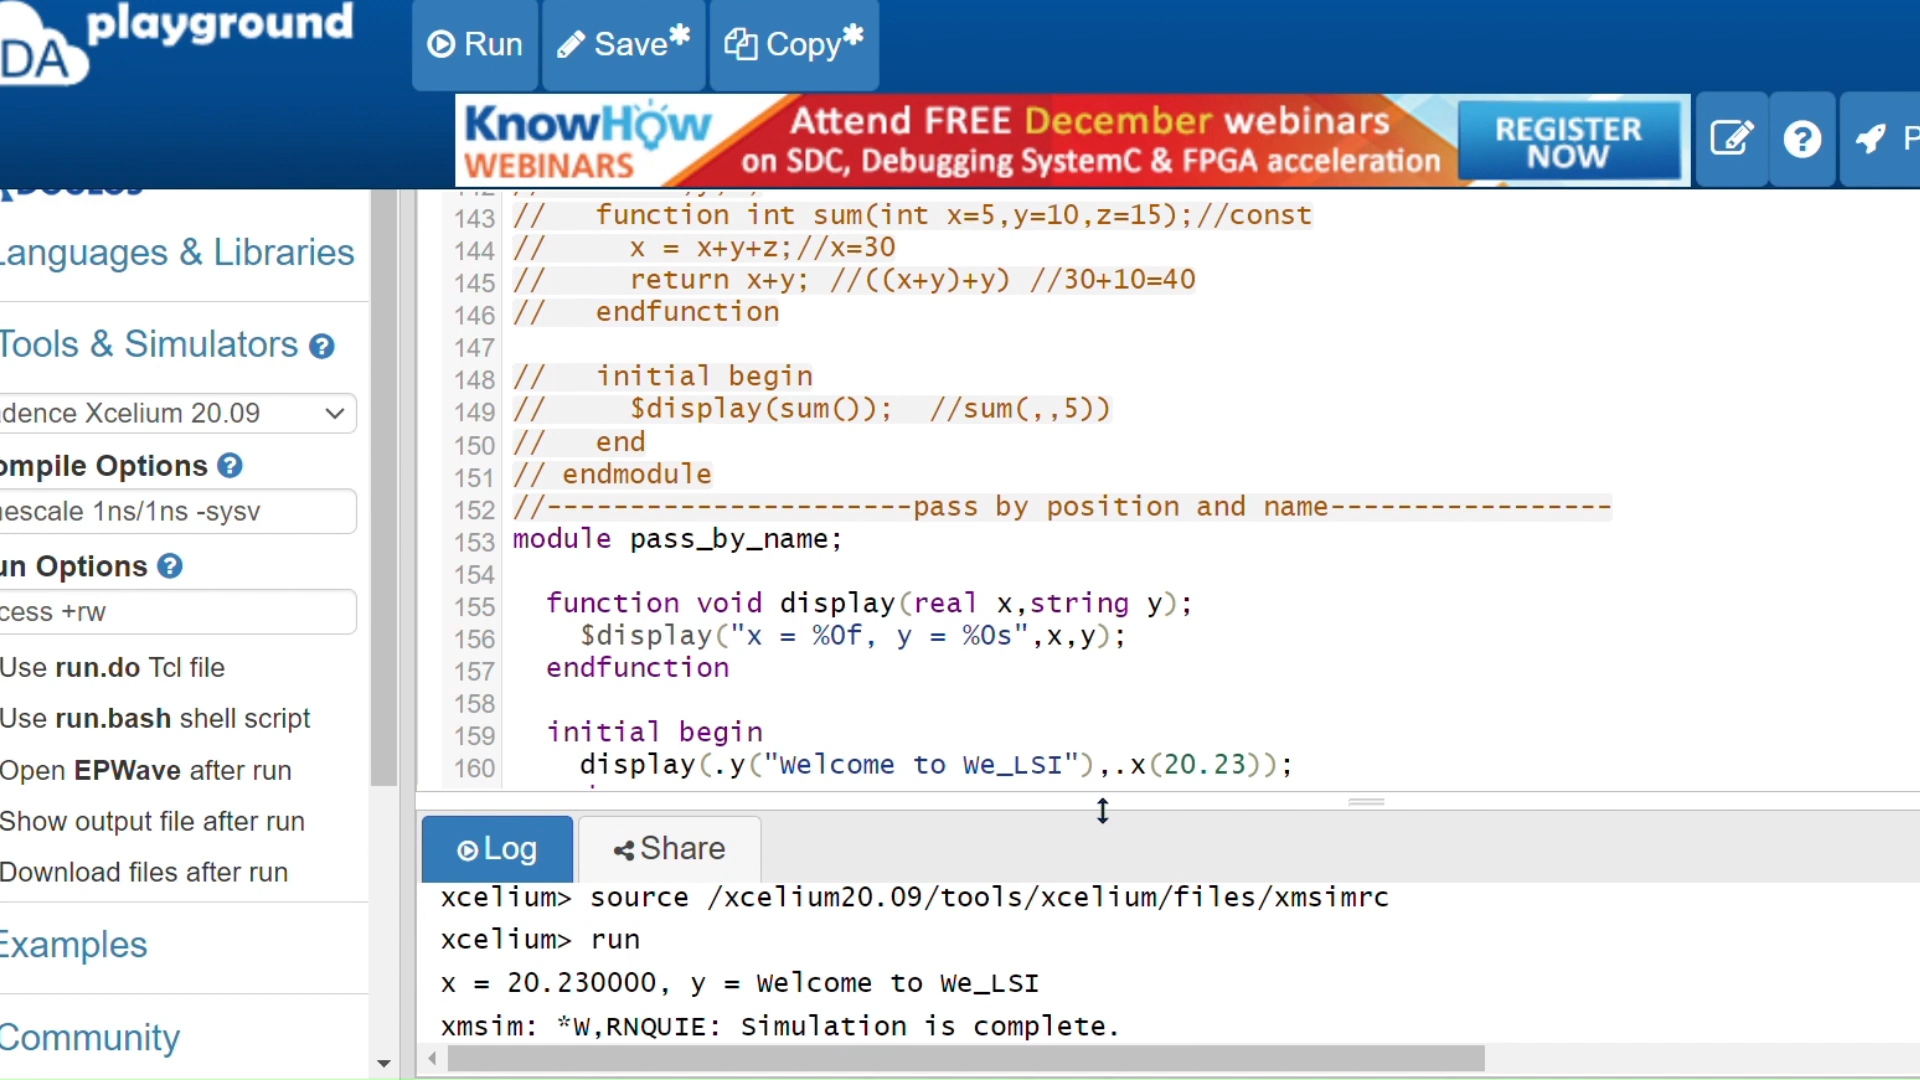 DA playground
Run
Save*
Copy*
KnowHow
WEBINARS
Attend FREE December webinars
on SDC, Debugging SystemC & FPGA acceleration
REGISTER
NOW
P
Languages & Libraries
Tools & Simulators
dence Xcelium 20.09
ompile Options
escale 1ns/1ns -sysv
un Options
cess +rw
Use run.do Tcl file
Use run.bash shell script
Open EPWave after run
Show output file after run
Download files after run
Examples
Community
143 //   function int sum(int x=5,y=10,z=15);//const
144 //     x = x+y+z;//x=30
145 //     return x+y; //((x+y)+y) //30+10=40
146 //   endfunction
147
148 //   initial begin
149 //     $display(sum());  //sum(,,5))
150 //   end
151 // endmodule
152 //----------------------pass by position and name-----------------
153 module pass_by_name;
154
155   function void display(real x,string y);
156     $display("x = %0f, y = %0s",x,y);
157   endfunction
158
159   initial begin
160     display(.y("Welcome to We_LSI"),.x(20.23));
Log
Share
xcelium> source /xcelium20.09/tools/xcelium/files/xmsimrc
xcelium> run
x = 20.230000, y = Welcome to We_LSI
xmsim: *W,RNQUIE: Simulation is complete.